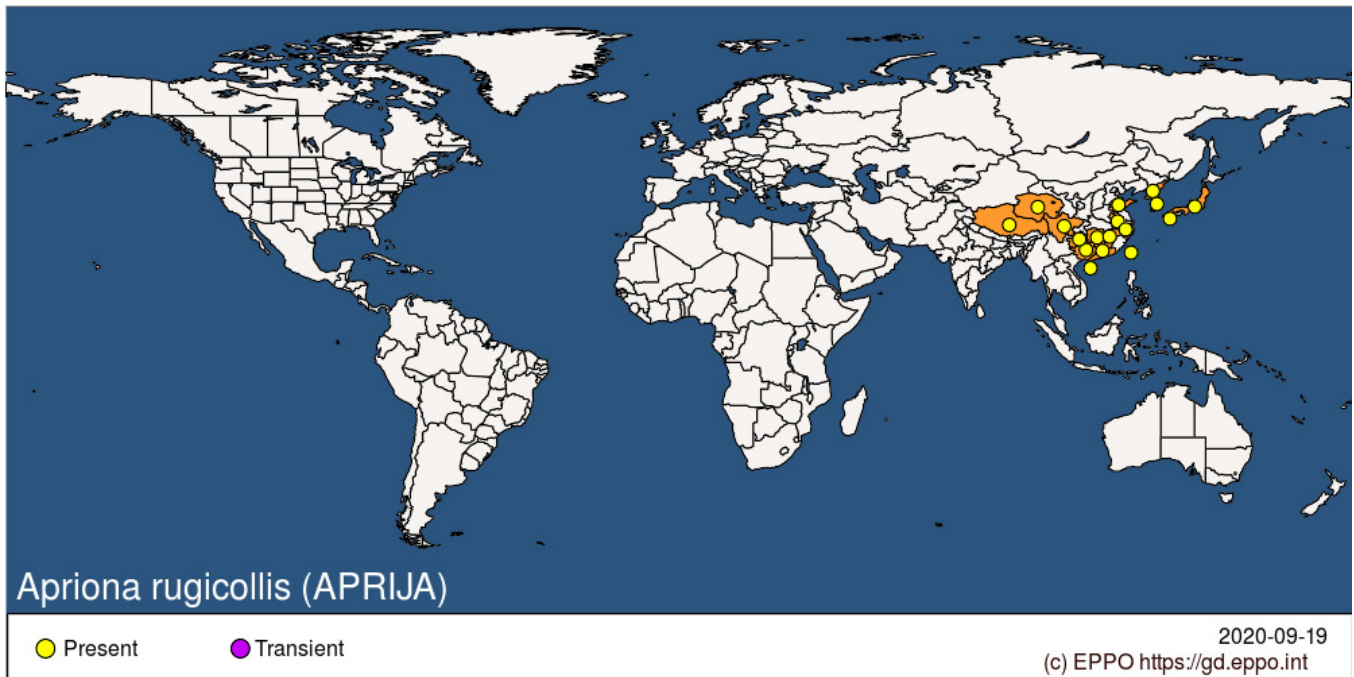 Apriona rugicollis (APRIJA)
Present
Transient
2020-09-19
(c) EPPO https://gd.eppo.int